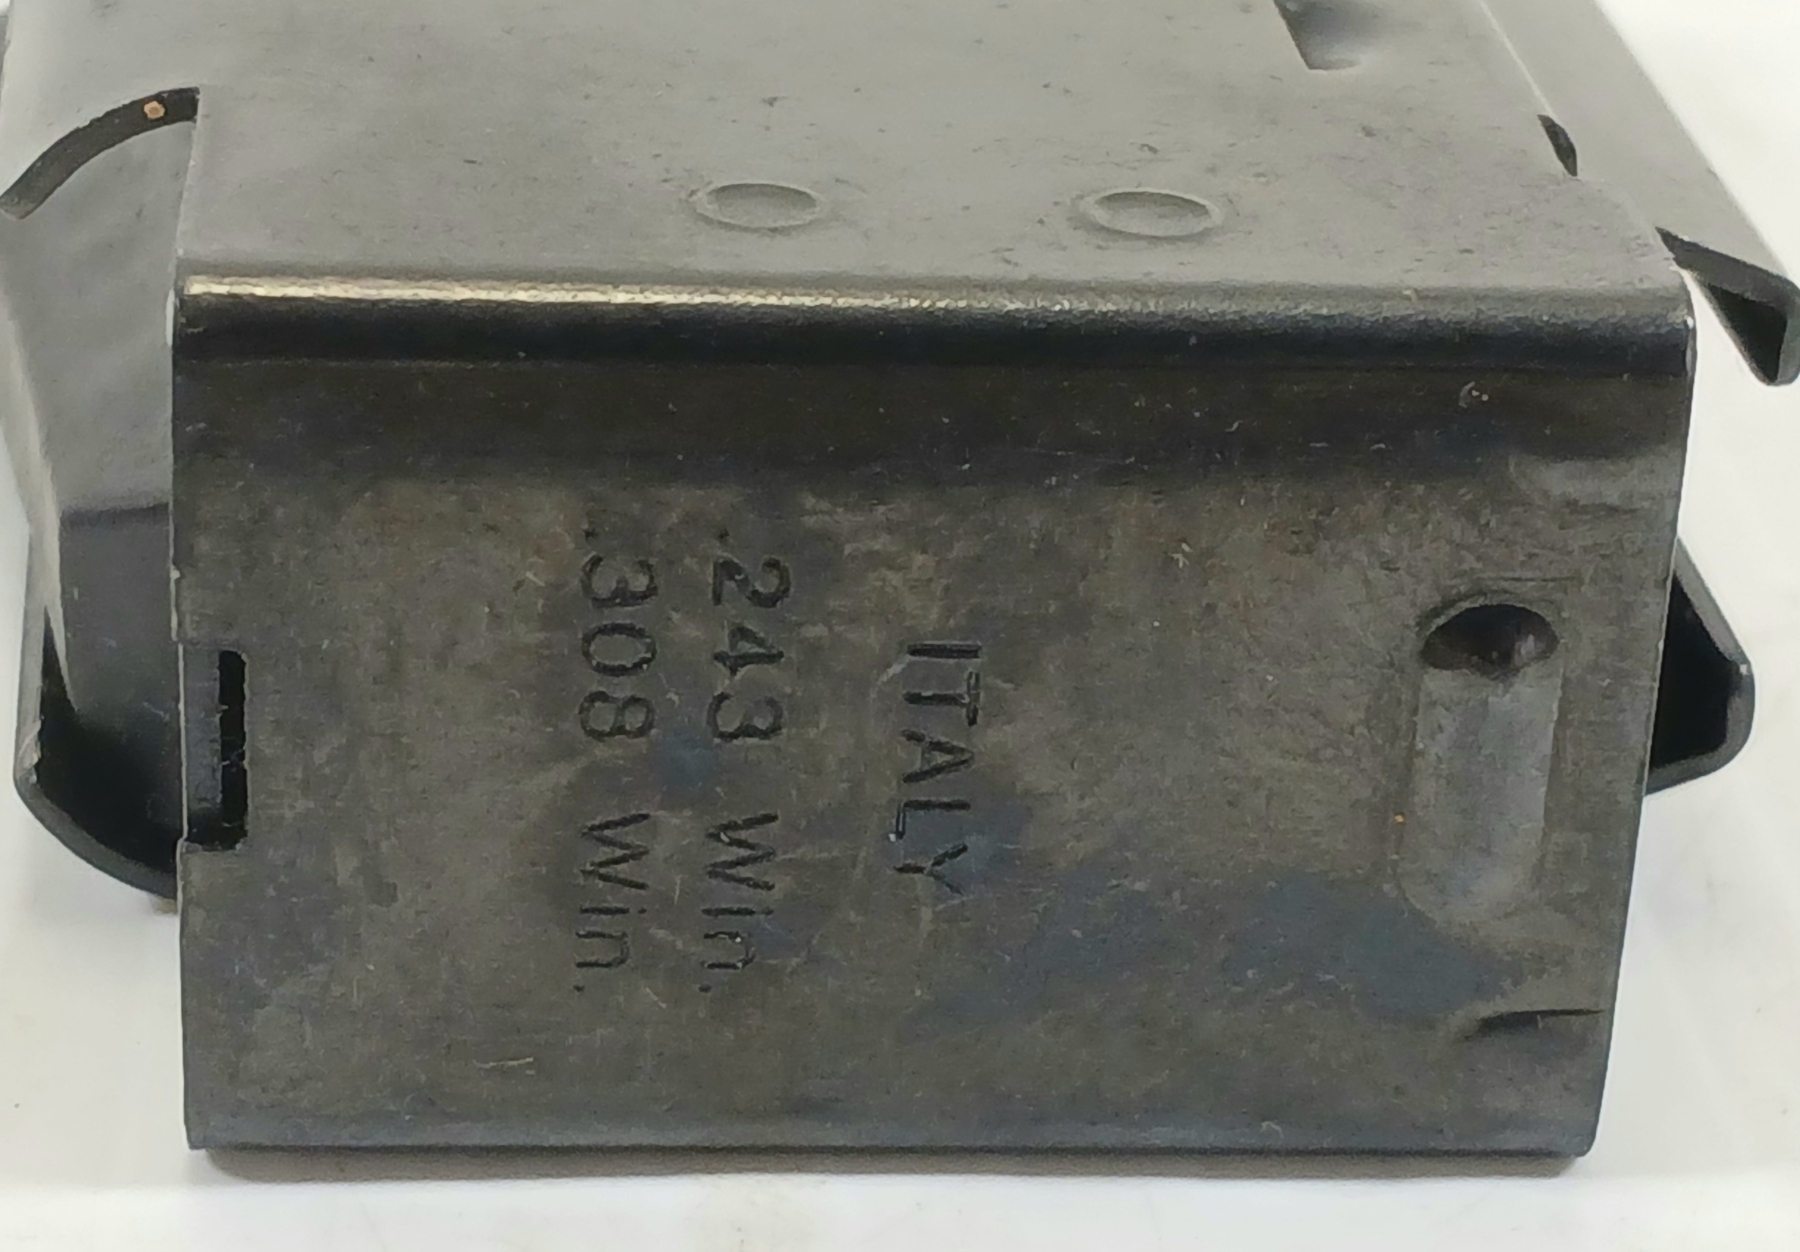 ITALY
.243 Win.
.308 Win.